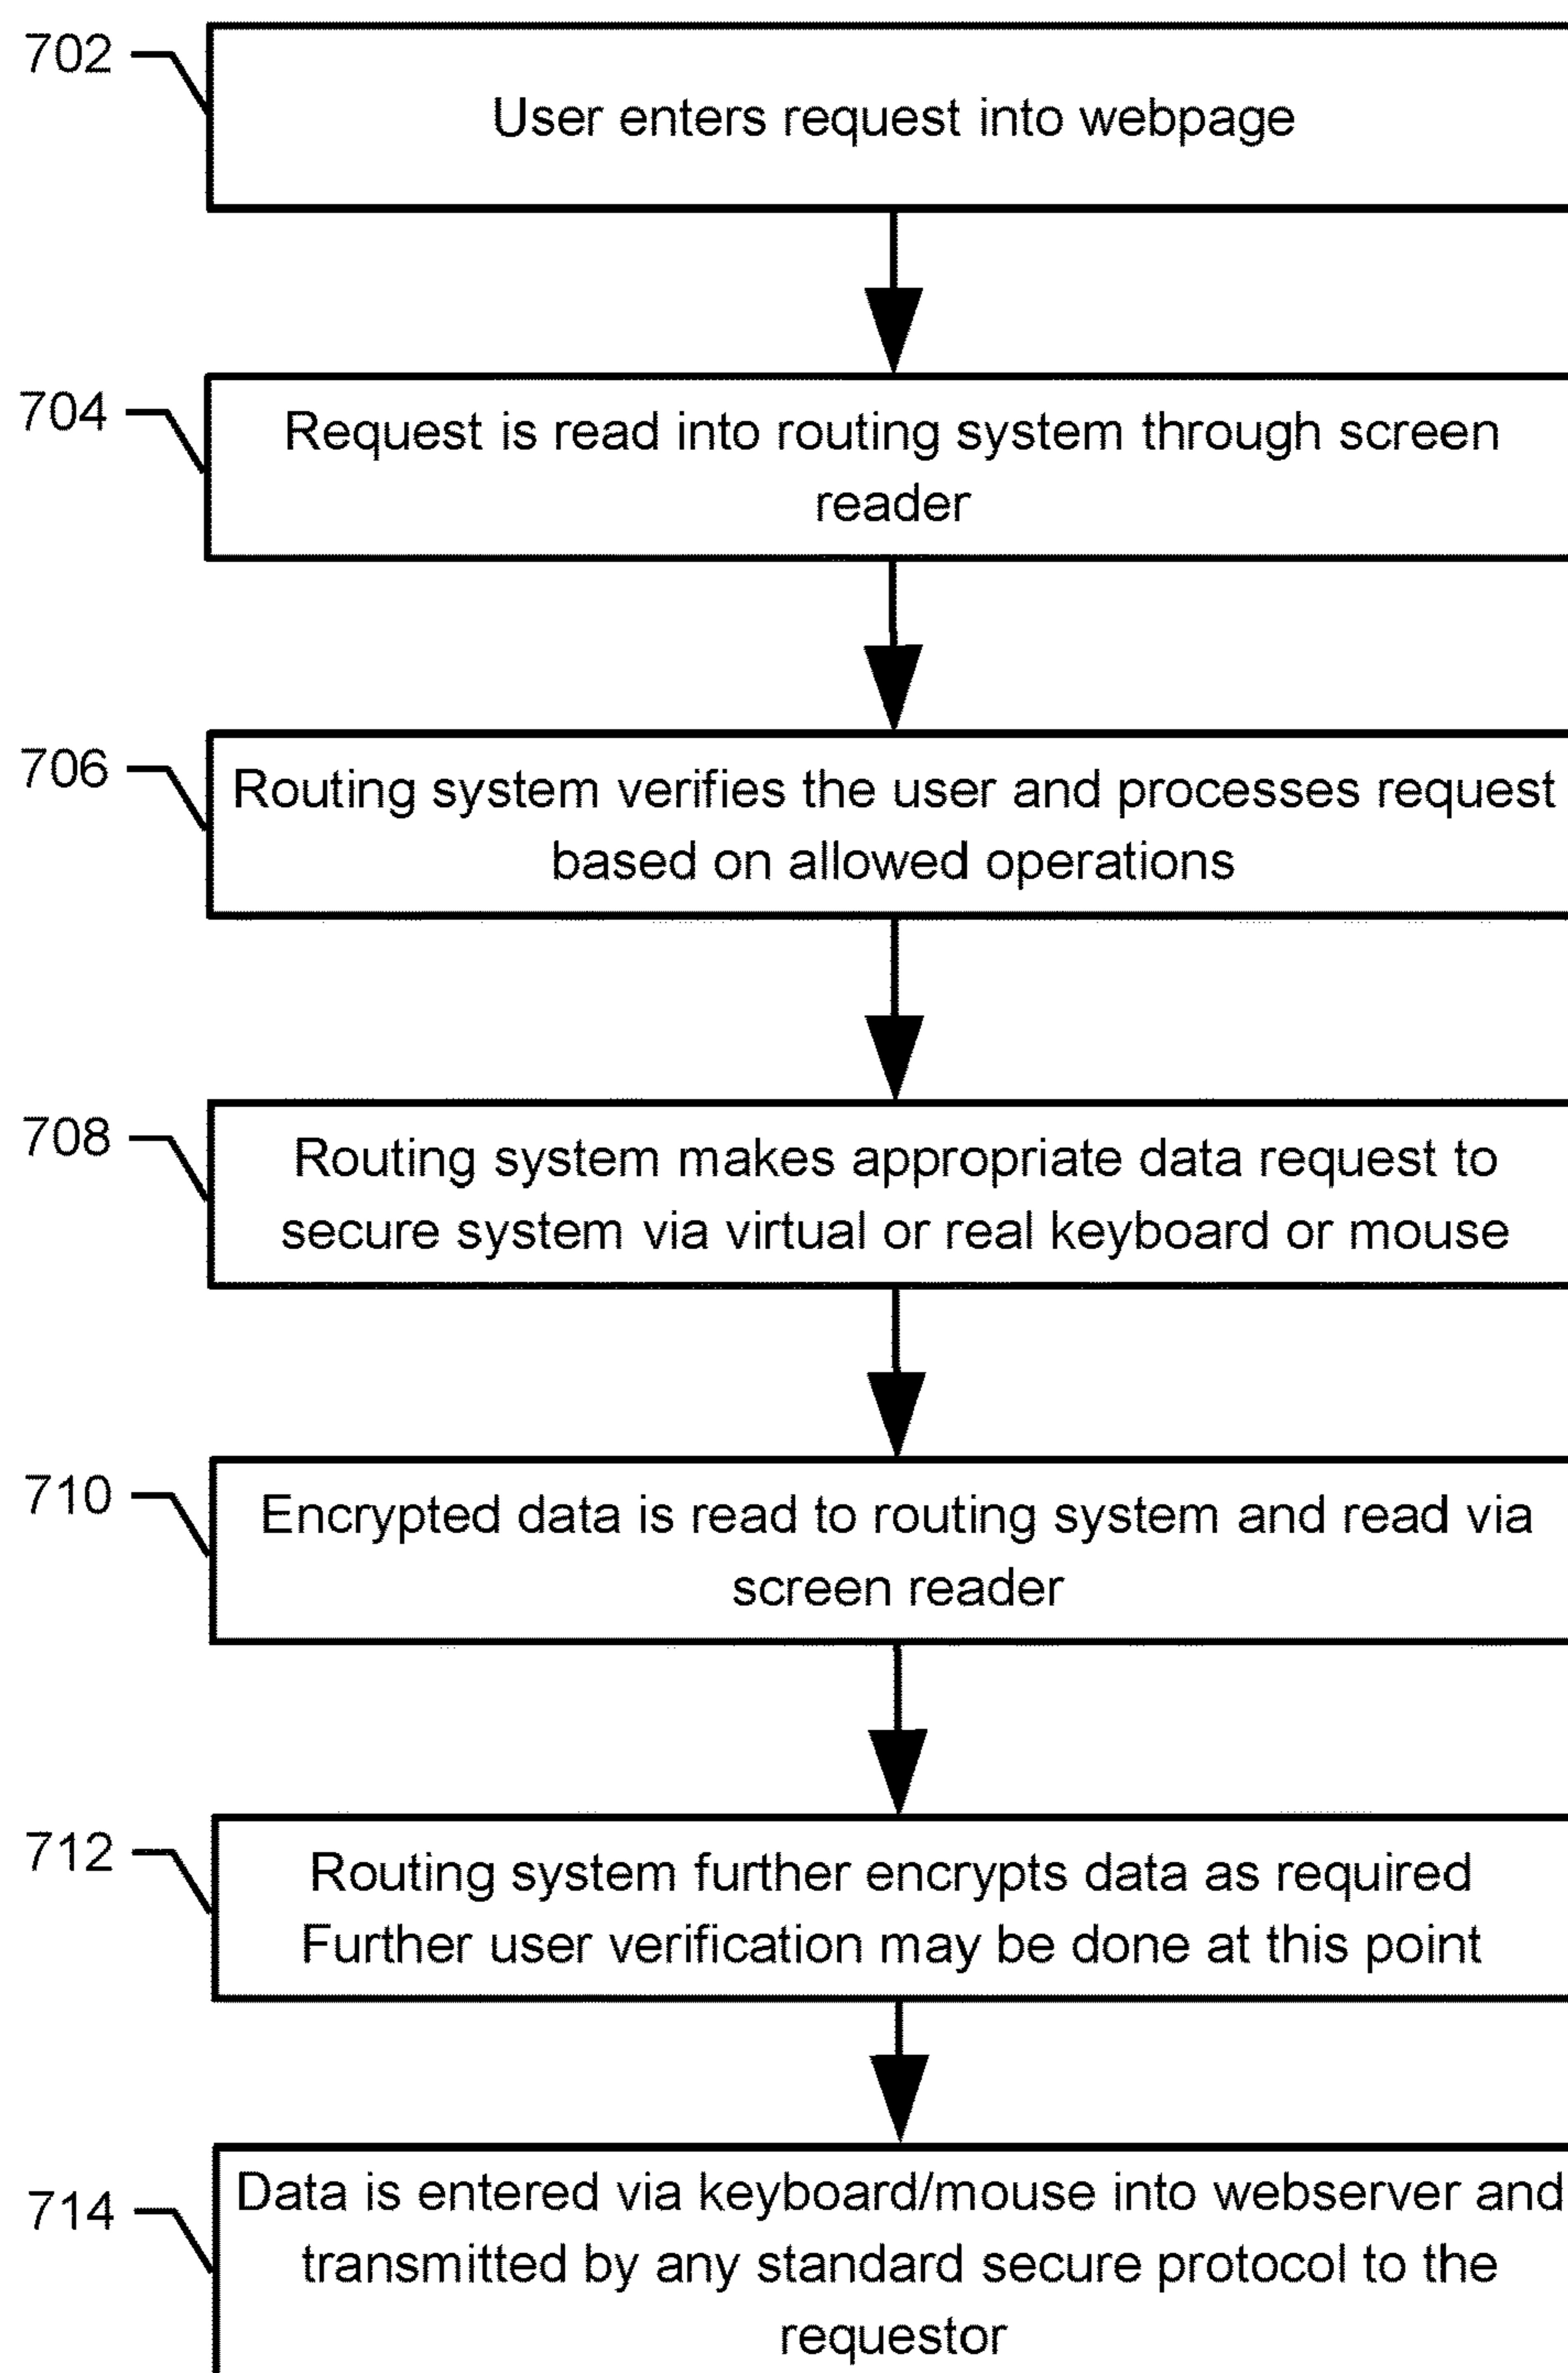 702
User enters request into webpage
704
Request is read into routing system through screen
reader
706
Routing system verifies the user and processes request
based on allowed operations
708
Routing system makes appropriate data request to
secure system via virtual or real keyboard or mouse
710
Encrypted data is read to routing system and read via
screen reader
712
Routing system further encrypts data as required
Further user verification may be done at this point
714
Data is entered via keyboard/mouse into webserver and
transmitted by any standard secure protocol to the
requestor